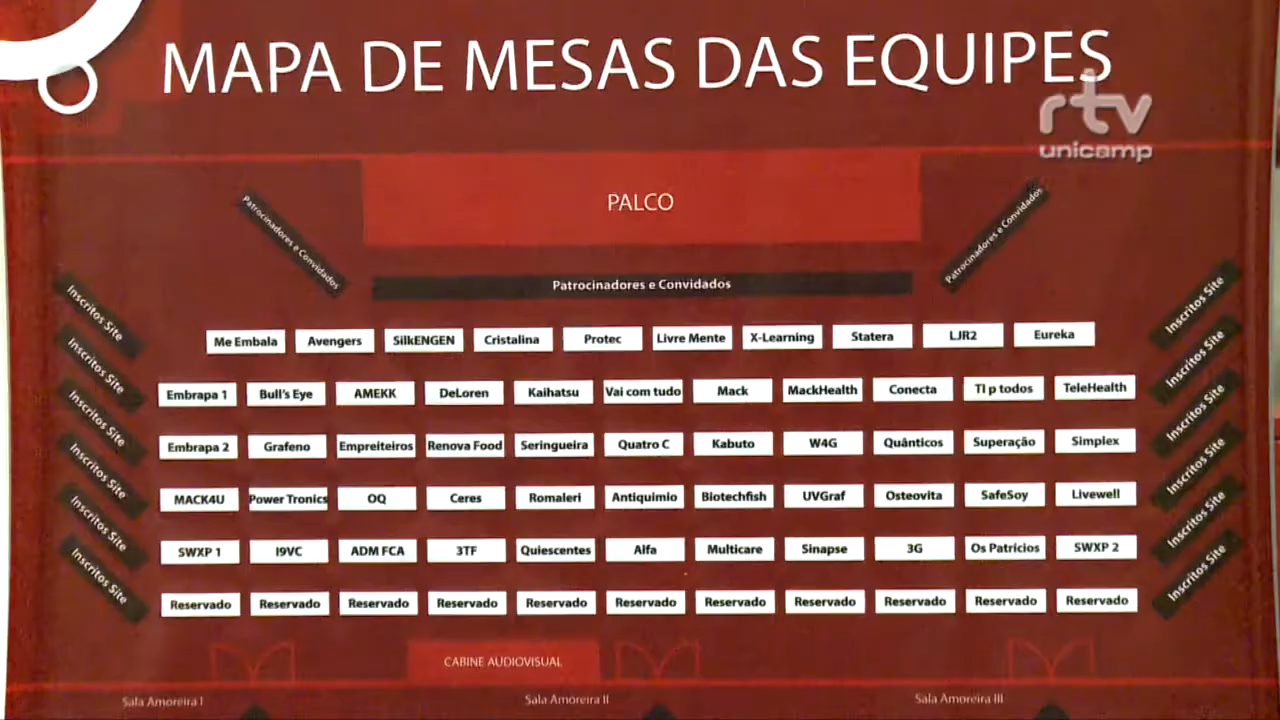 MAPA DE MESAS DAS EQUIPES
rtv
unicamp
PALCO
Patrocinadores e Convidados
Patrocinadores e Convidados
Patrocinadores e Convidados
Inscritos Site
Inscritos Site
Inscritos Site
Inscritos Site
Inscritos Site
Inscritos Site
Me Embala Avengers SilkENGEN Cristalina Protec Livre Mente X-Learning Statera LJR2 Eureka
Embrapa 1 Bull's Eye AMEKK DeLoren Kaihatsu Vai com tudo Mack MackHealth Conecta TI p todos TeleHealth
Embrapa 2 Grafeno Empreiteiros Renova Food Seringueira Quatro C Kabuto W4G Quânticos Superação Simplex
MACK4U Power Tronics OQ Ceres Romaleri Antiquimio Biotechfish UVGraf Osteovita SafeSoy Livewell
SWXP 1 I9VC ADM FCA 3TF Quiescentes Alfa Multicare Sinapse 3G Os Patrícios SWXP 2
Reservado Reservado Reservado Reservado Reservado Reservado Reservado Reservado Reservado Reservado Reservado
Inscritos Site
Inscritos Site
Inscritos Site
Inscritos Site
Inscritos Site
Inscritos Site
CABINE AUDIOVISUAL
Sala Amoreira I Sala Amoreira II Sala Amoreira III